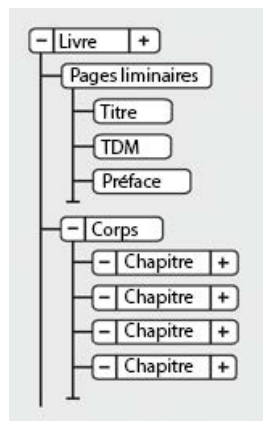 − Livre +
Pages liminaires
Titre
TDM
Préface
− Corps
− Chapitre +
− Chapitre +
− Chapitre +
− Chapitre +